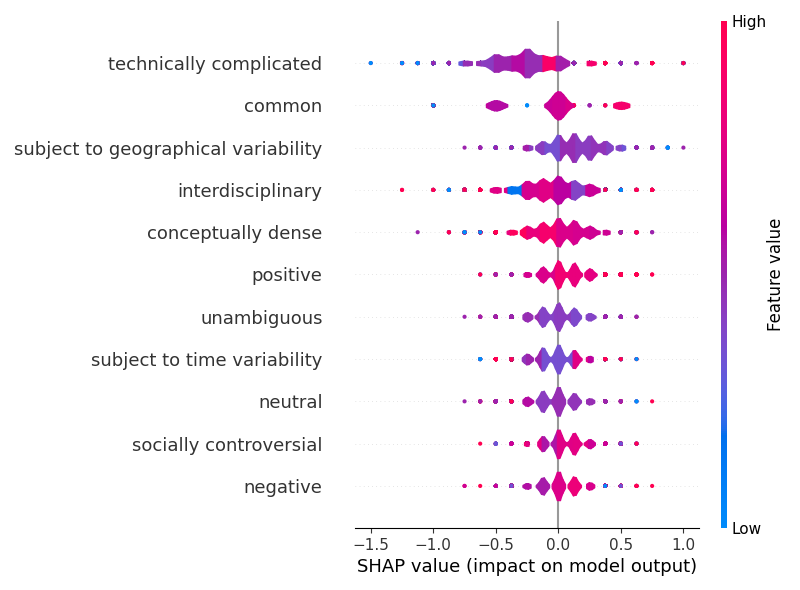 High
technically complicated
common
subject to geographical variability
interdisciplinary
conceptually dense
positive
unambiguous
subject to time variability
neutral
socially controversial
negative
Feature value
Low
−1.5 −1.0 −0.5 0.0 0.5 1.0
SHAP value (impact on model output)